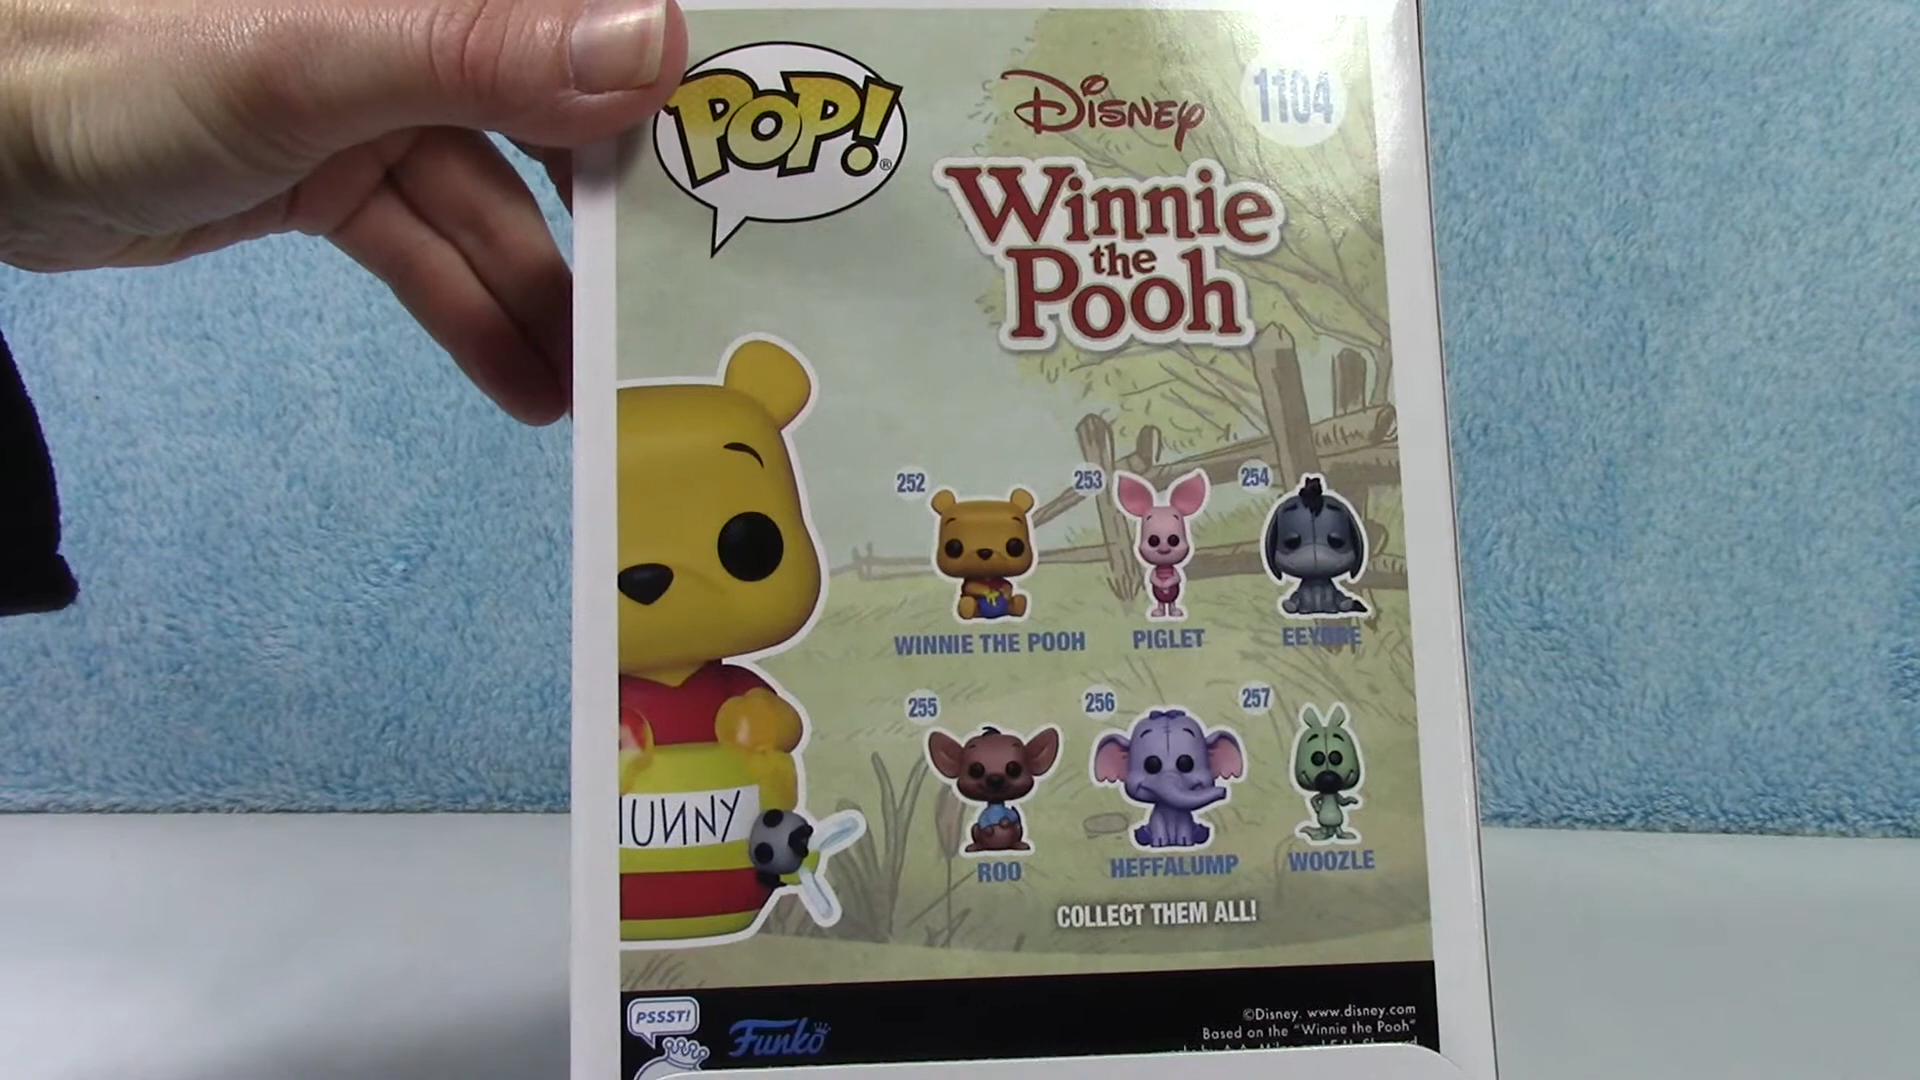 POP!®
Disney
1104
Winnie
the
Pooh
252
253
254
WINNIE THE POOH
PIGLET
EEYORE
255
256
257
HUNNY
ROO
HEFFALUMP
WOOZLE
COLLECT THEM ALL!
PSSST!
Funko
©Disney. www.disney.com
Based on the "Winnie the Pooh"